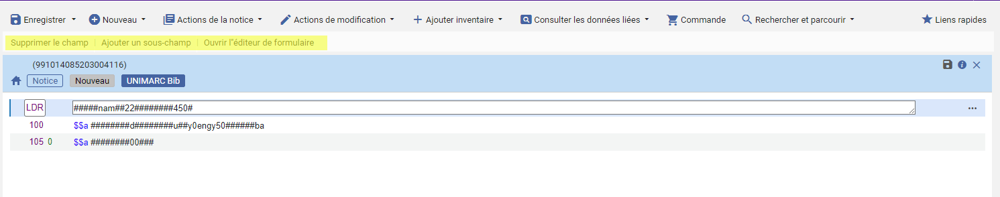 Enregistrer Nouveau Actions de la notice Actions de modification Ajouter inventaire Consulter les données liées Commande Rechercher et parcourir Liens rapides
Supprimer le champ Ajouter un sous-champ Ouvrir l''éditeur de formulaire
(991014085203004116)
Notice Nouveau UNIMARC Bib
LDR #####nam##22########450#
100 $$a ########d########u##y0engy50######ba
105 0 $$a ########00###